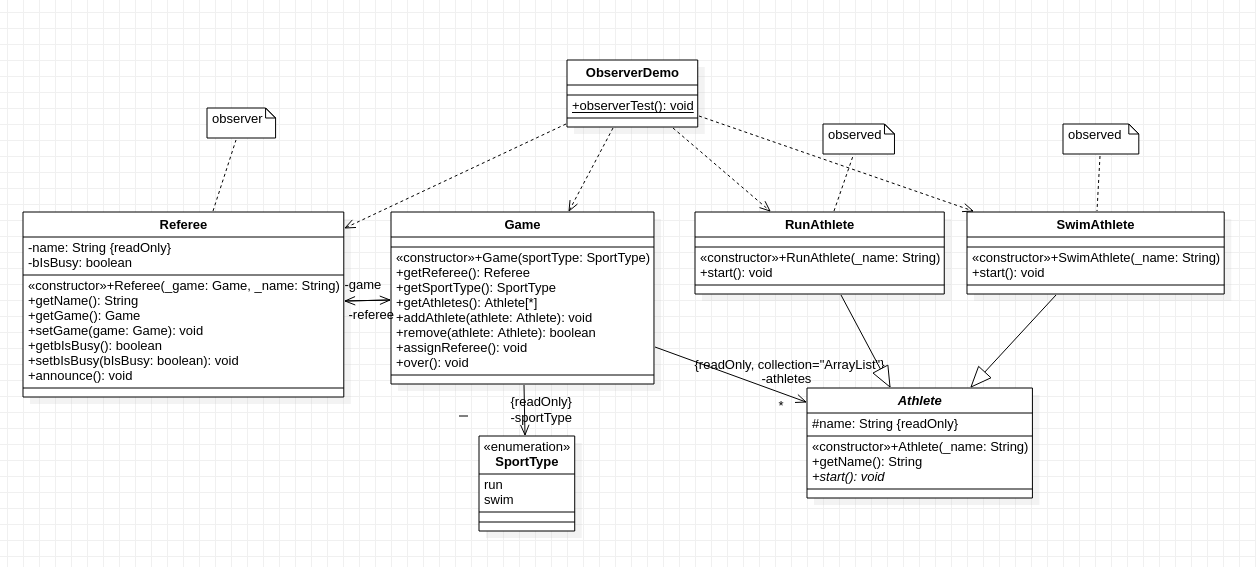 ObserverDemo
+observerTest(): void
observer
observed
observed
Referee
-name: String {readOnly}
-bIsBusy: boolean
«constructor»+Referee(_game: Game, _name: String)
+getName(): String
+getGame(): Game
+setGame(game: Game): void
+getbIsBusy(): boolean
+setbIsBusy(bIsBusy: boolean): void
+announce(): void
-game
-referee
Game
«constructor»+Game(sportType: SportType)
+getReferee(): Referee
+getSportType(): SportType
+getAthletes(): Athlete[*]
+addAthlete(athlete: Athlete): void
+remove(athlete: Athlete): boolean
+assignReferee(): void
+over(): void
RunAthlete
«constructor»+RunAthlete(_name: String)
+start(): void
SwimAthlete
«constructor»+SwimAthlete(_name: String)
+start(): void
{readOnly, collection="ArrayList"}
-athletes
*
{readOnly}
-sportType
«enumeration»
SportType
run
swim
Athlete
#name: String {readOnly}
«constructor»+Athlete(_name: String)
+getName(): String
+start(): void